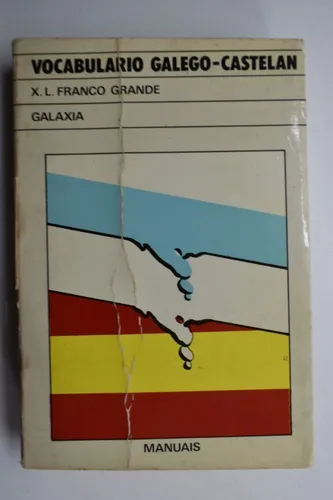 VOCABULARIO GALEGO-CASTELAN
X. L. FRANCO GRANDE
GALAXIA
MANUAIS